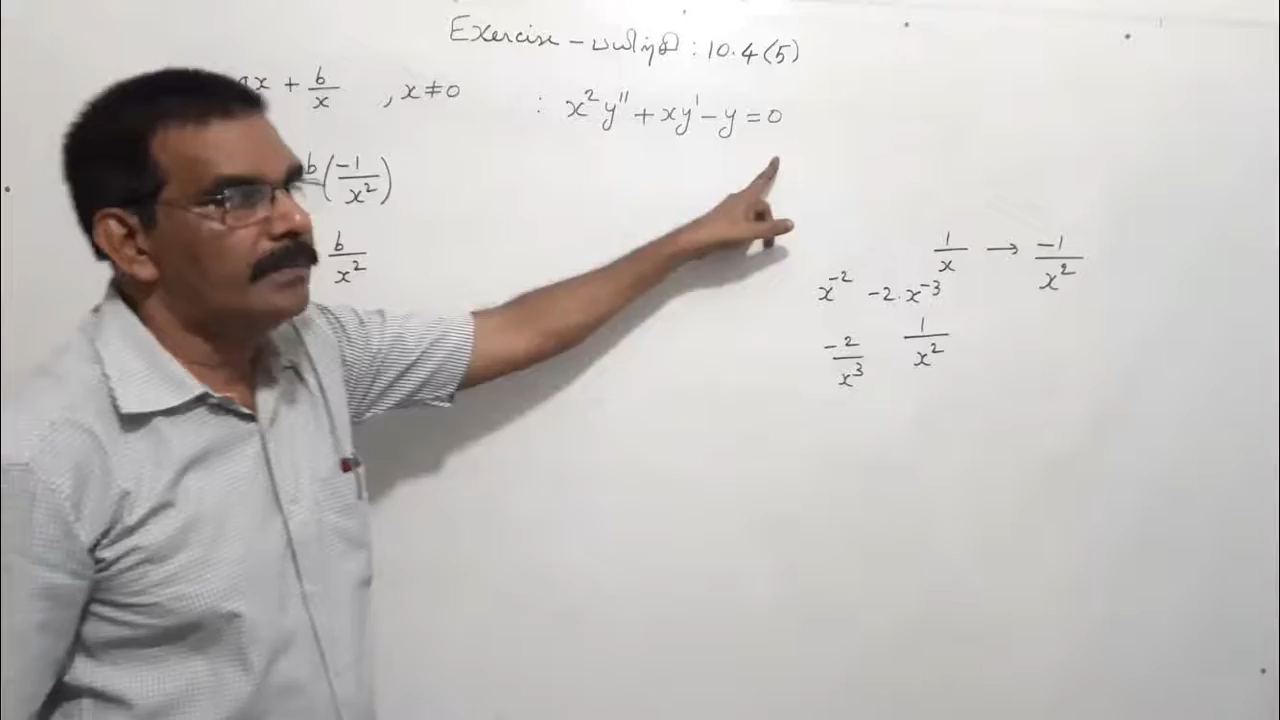 Exercise - பயிற்சி : 10.4 (5)
ax + b/x , x ≠ 0
: x²y'' + xy' - y = 0
b(-1/x²)
b/x²
1/x → -1/x²
x⁻² -2·x⁻³
-2/x³ 1/x²